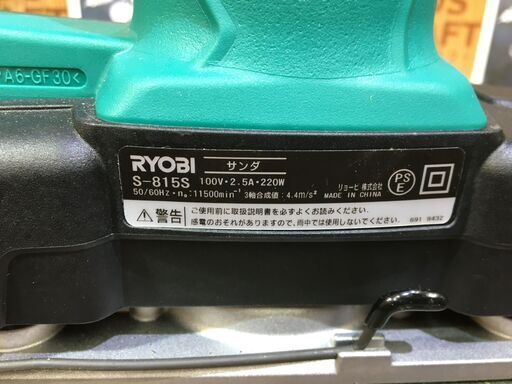 A6-GF30<
RYOBI サンダ
S-815S 100V・2.5A・220W
50/60Hz・n₀:11500min⁻¹ 3軸合成値: 4.4m/s²
リョービ 株式会社
MADE IN CHINA
PS
E
警告 ご使用前に取扱説明書を必ずよくお読みください。
感電のおそれがありますので、雨中では使用しないでください。
691 9432